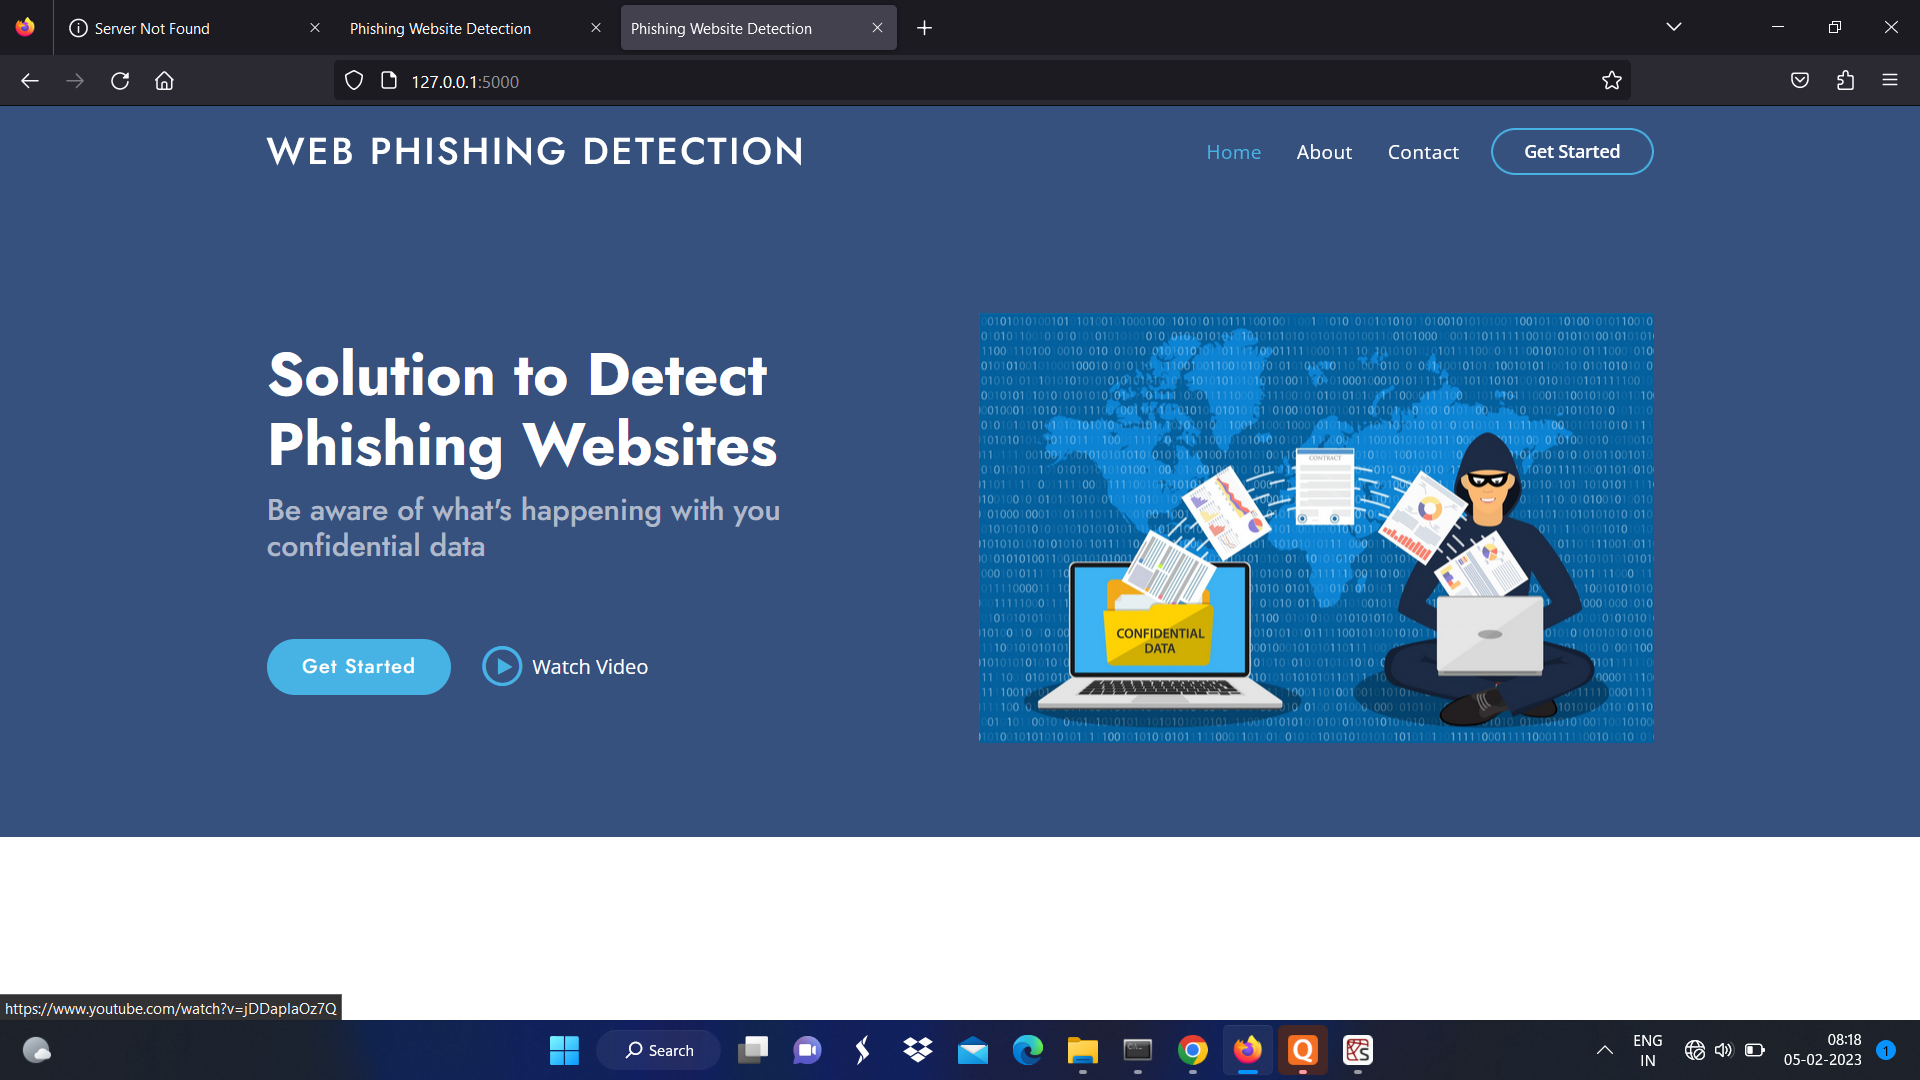 Server Not Found
Phishing Website Detection
Phishing Website Detection
127.0.0.1:5000
WEB PHISHING DETECTION
Home
About
Contact
Get Started
Solution to Detect
Phishing Websites
Be aware of what's happening with you
confidential data
Get Started
Watch Video
CONTRACT
CONFIDENTIAL
DATA
https://www.youtube.com/watch?v=jDDaplaOz7Q
Search
ENG
IN
08:18
05-02-2023
1